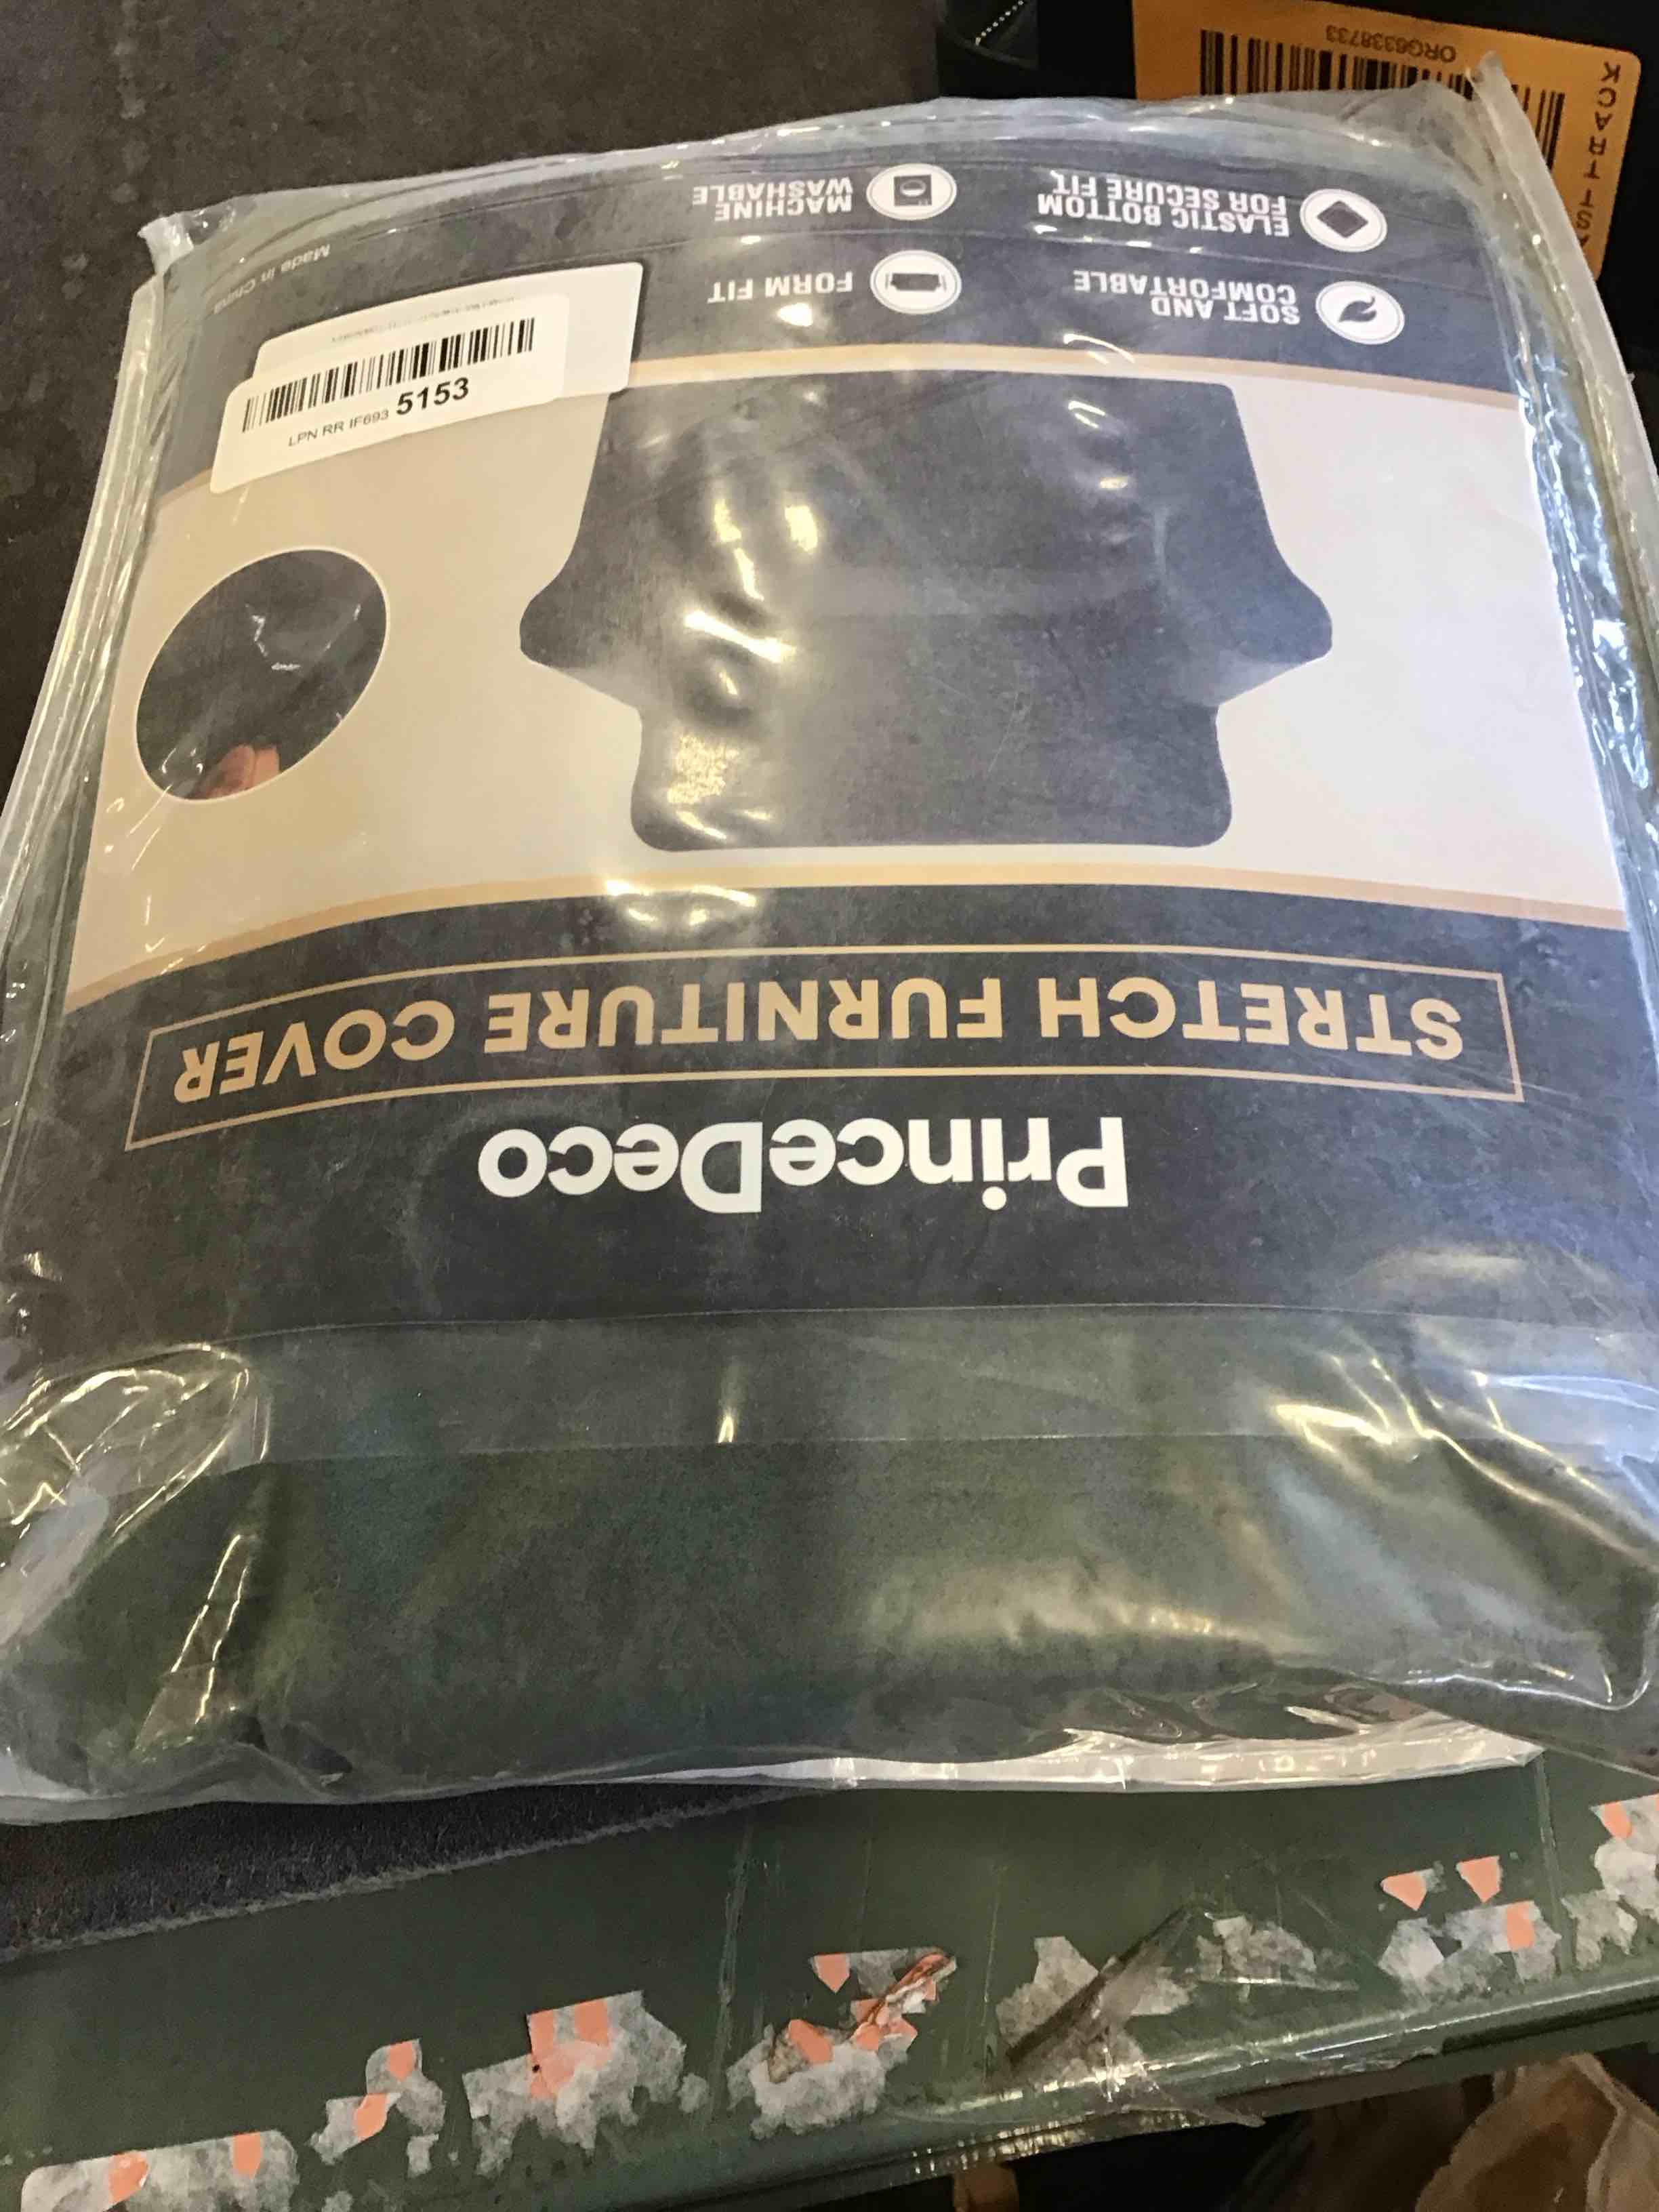 PrinceDeco
STRETCH FURNITURE COVER
SOFT AND
COMFORTABLE
FORM FIT
ELASTIC BOTTOM
FOR SECURE FIT
MACHINE
WASHABLE
LPN RR IF693 5153
Made in China
ORG6338733